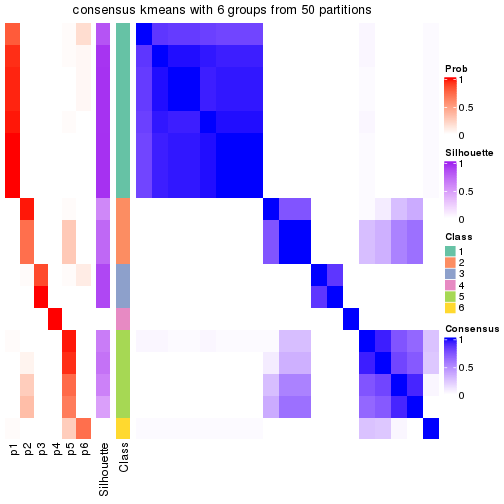 consensus kmeans with 6 groups from 50 partitions
Prob
1
0.5
0
Silhouette
1
0.5
0
Class
1
2
3
4
5
6
Consensus
1
0.5
0
p1
p2
p3
p4
p5
p6
Silhouette
Class